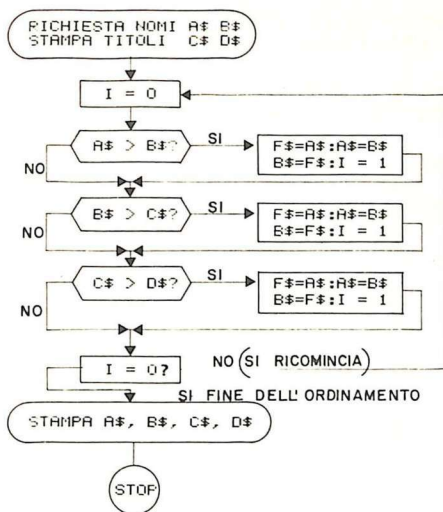 RICHIESTA NOMI A$ B$
STAMPA TITOLI C$ D$
I = 0
A$ > B$?
SI
F$=A$:A$=B$
B$=F$:I = 1
NO
B$ > C$?
SI
F$=A$:A$=B$
B$=F$:I = 1
NO
C$ > D$?
SI
F$=A$:A$=B$
B$=F$:I = 1
NO
I = 0?
NO (SI RICOMINCIA)
SI FINE DELL'ORDINAMENTO
STAMPA A$, B$, C$, D$
STOP